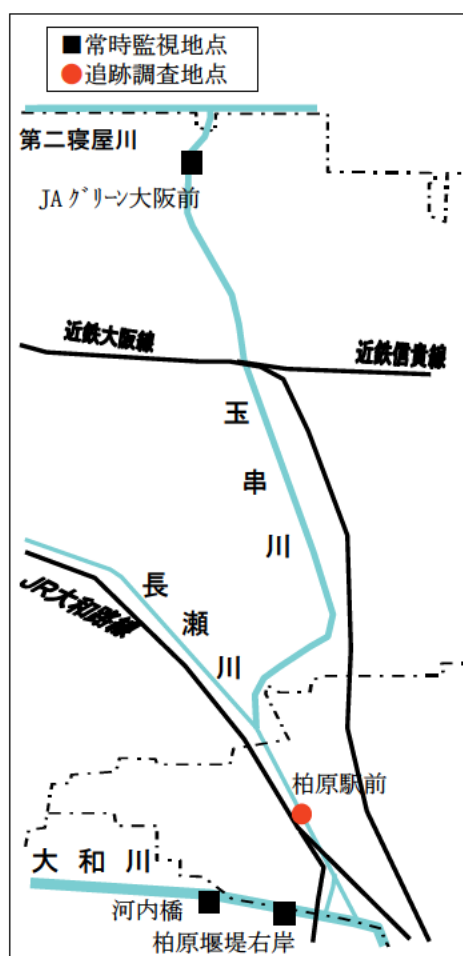 ■常時監視地点
●追跡調査地点
第二寝屋川
JAグリーン大阪前
近鉄大阪線
近鉄信貴線
玉串川
長瀬川
JR大和路線
柏原駅前
大和川
河内橋
柏原堰堤右岸